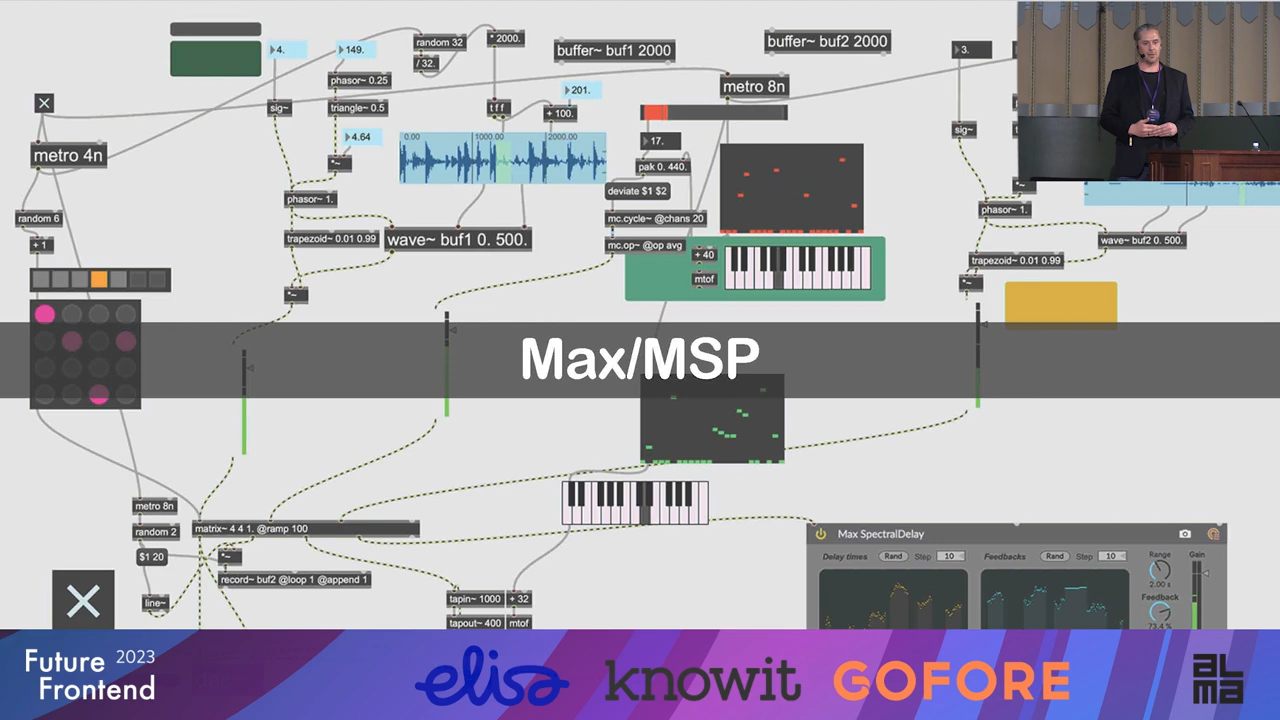 4.
149.
random 32
/ 32.
* 2000.
buffer~ buf1 2000
buffer~ buf2 2000
3.
phasor~ 0.25
metro 8n
201.
sig~
triangle~ 0.5
t f f
+ 100.
0.00 1000.00 2000.00
4.64
17.
sig~
metro 4n
*~
pak 0. 440.
*~
deviate $1 $2
phasor~ 1.
phasor~ 1.
random 6
mc.cycle~ @chans 20
+ 1
trapezoid~ 0.01 0.99
wave~ buf1 0. 500.
mc.op~ @op avg
+ 40
wave~ buf2 0. 500.
trapezoid~ 0.01 0.99
mtof
*~
*~
Max/MSP
metro 8n
random 2
matrix~ 4 4 1. @ramp 100
Max SpectralDelay
$1 20
*~
Delay times Rand Step 10 Feedbacks Rand Step 10 Range Gain
record~ buf2 @loop 1 @append 1
2.00 s
line~
tapin~ 1000
+ 32
Feedback
tapout~ 400
mtof
73.4 %
Future 2023
Frontend
elisa
knowit
GOFORE
ALMA